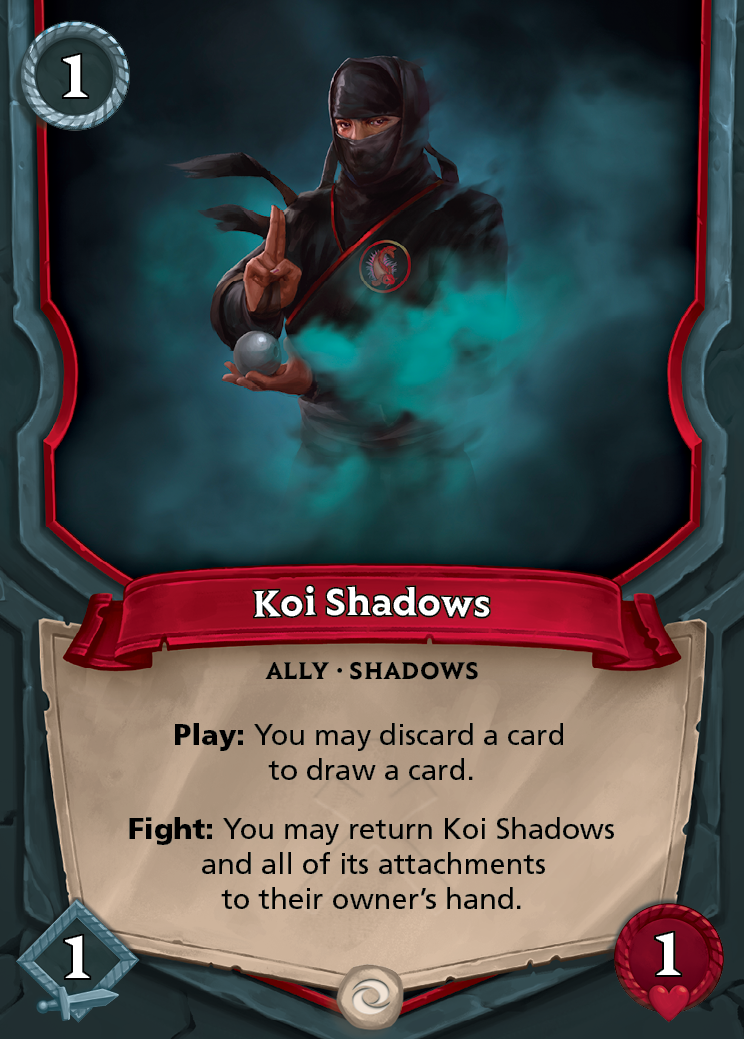 1
Koi Shadows
ALLY · SHADOWS
Play: You may discard a card
to draw a card.
Fight: You may return Koi Shadows
and all of its attachments
to their owner’s hand.
1
1